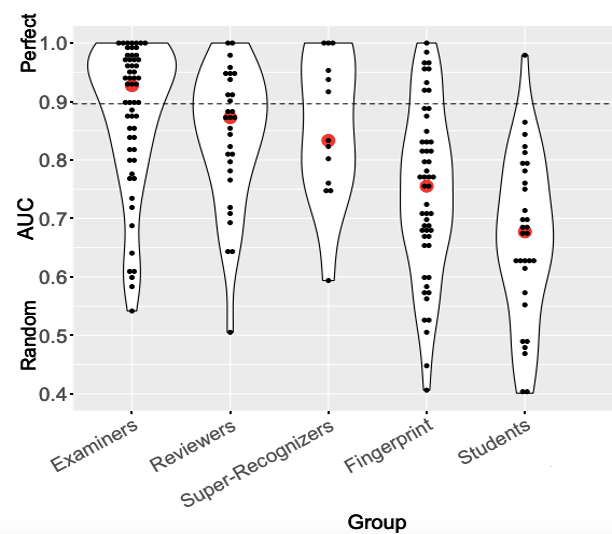 Perfect
AUC
Random
1.0
0.9
0.8
0.7
0.6
0.5
0.4
Examiners
Reviewers
Super-Recognizers
Fingerprint
Students
Group